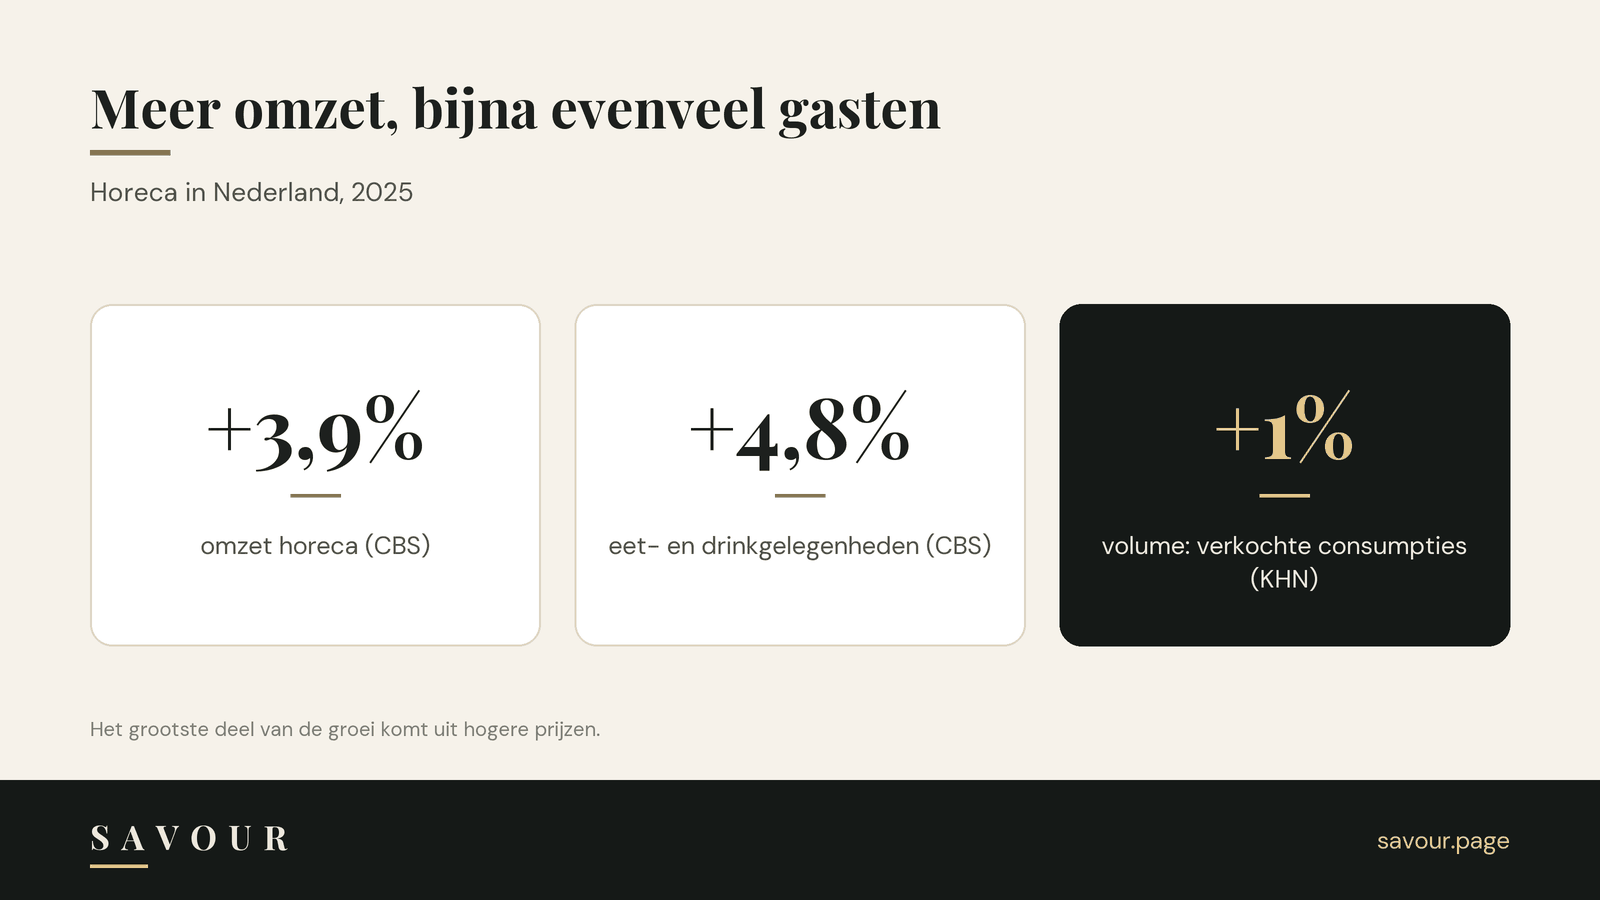 Meer omzet, bijna evenveel gasten
Horeca in Nederland, 2025
+3,9%
omzet horeca (CBS)
+4,8%
eet- en drinkgelegenheden (CBS)
+1%
volume: verkochte consumpties
(KHN)
Het grootste deel van de groei komt uit hogere prijzen.
SAVOUR
savour.page